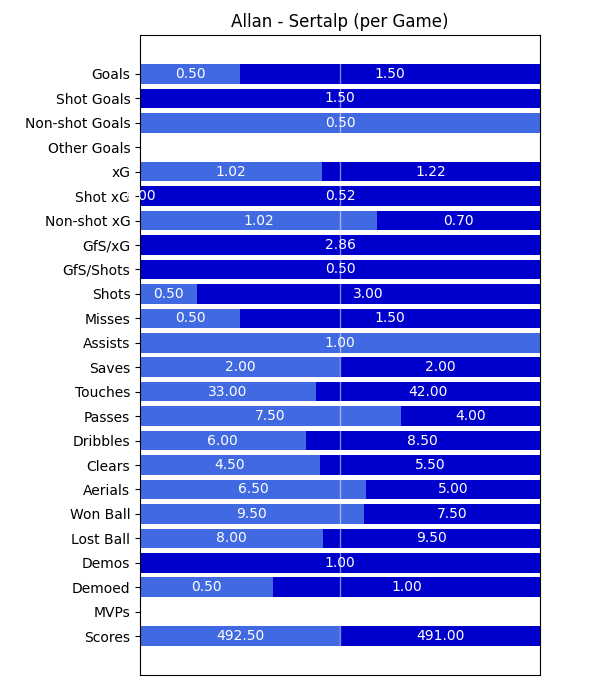 Allan - Sertalp (per Game)
Goals 0.50 1.50
Shot Goals 1.50
Non-shot Goals 0.50
Other Goals
xG 1.02 1.22
Shot xG 00 0.52
Non-shot xG 1.02 0.70
GfS/xG 2.86
GfS/Shots 0.50
Shots 0.50 3.00
Misses 0.50 1.50
Assists 1.00
Saves 2.00 2.00
Touches 33.00 42.00
Passes 7.50 4.00
Dribbles 6.00 8.50
Clears 4.50 5.50
Aerials 6.50 5.00
Won Ball 9.50 7.50
Lost Ball 8.00 9.50
Demos 1.00
Demoed 0.50 1.00
MVPs
Scores 492.50 491.00